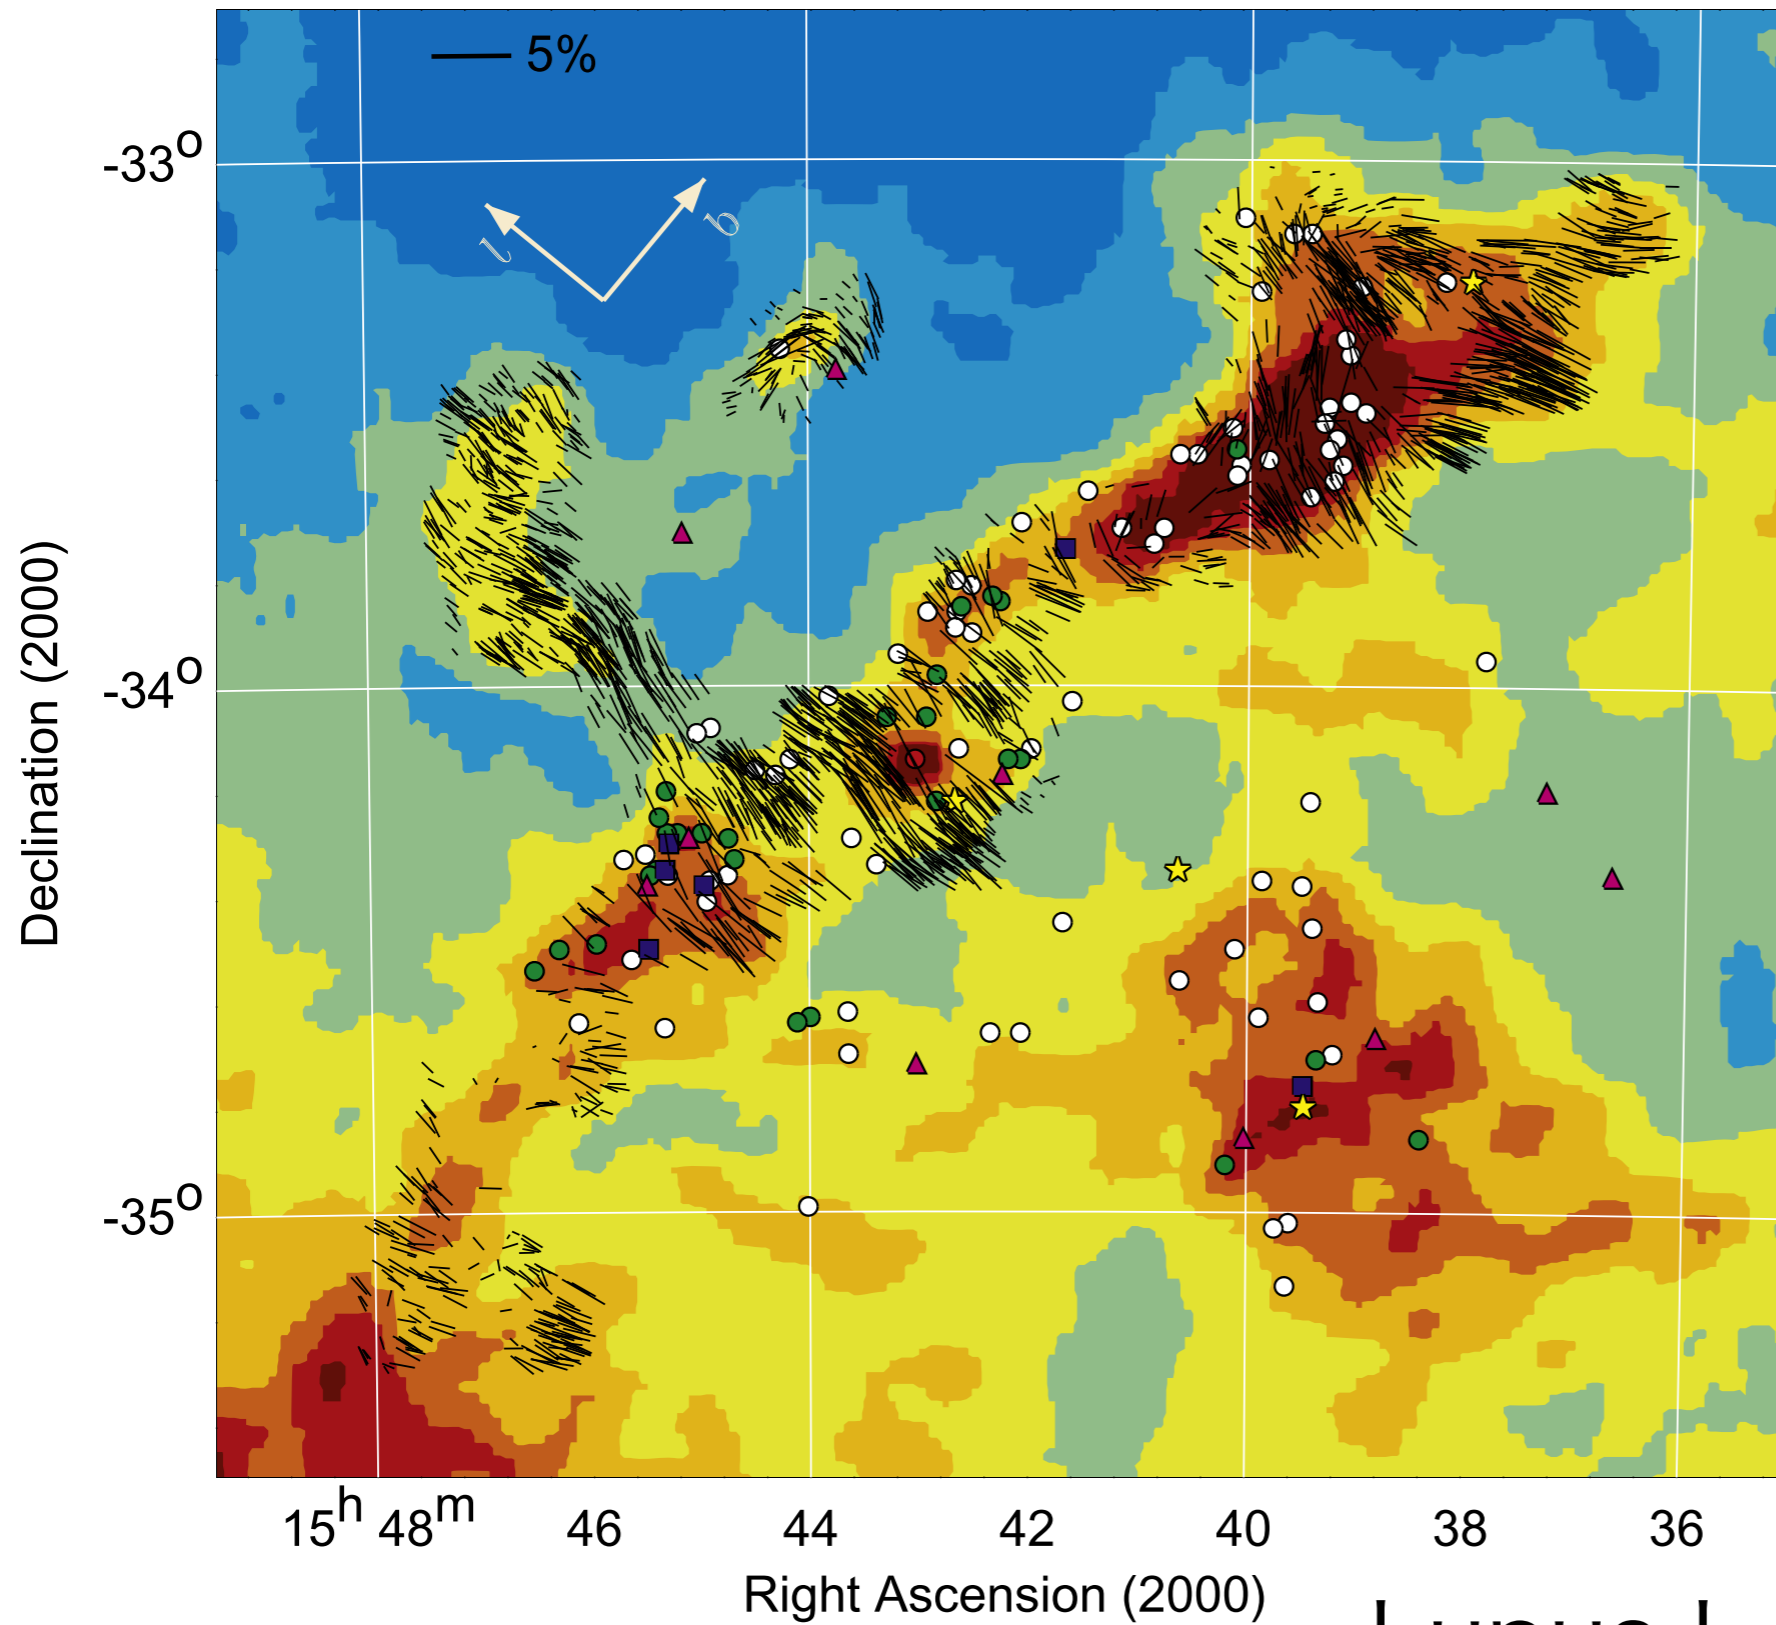 5%
b
l
-33°
-34°
-35°
Declination (2000)
15h 48m 46 44 42 40 38 36
Right Ascension (2000)